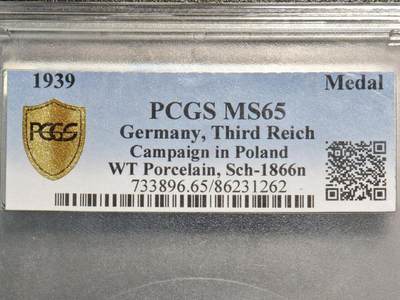 1939 Medal
PCGS PCGS MS65
Germany, Third Reich
Campaign in Poland
WT Porcelain, Sch-1866n
733896.65/86231262